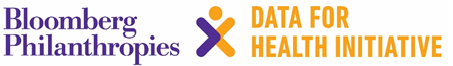 Bloomberg
Philanthropies
DATA FOR
HEALTH INITIATIVE